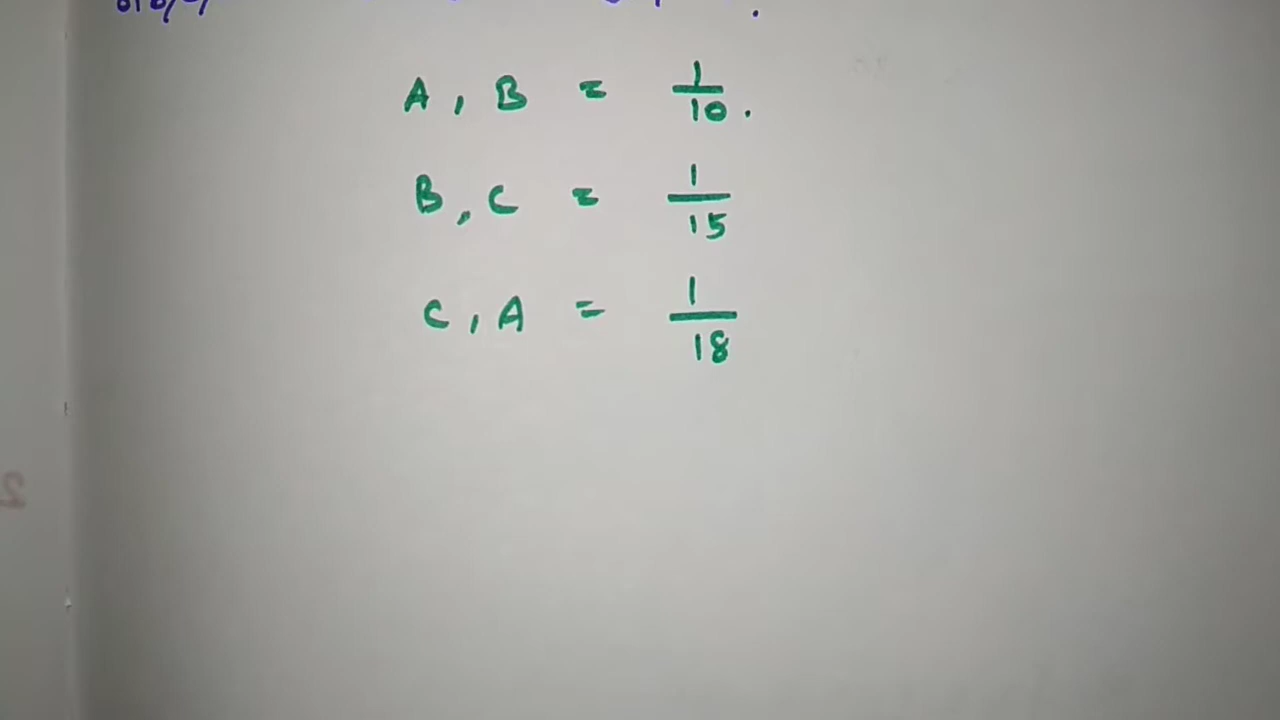 A, B = 1/10.
B, C = 1/15
C, A = 1/18